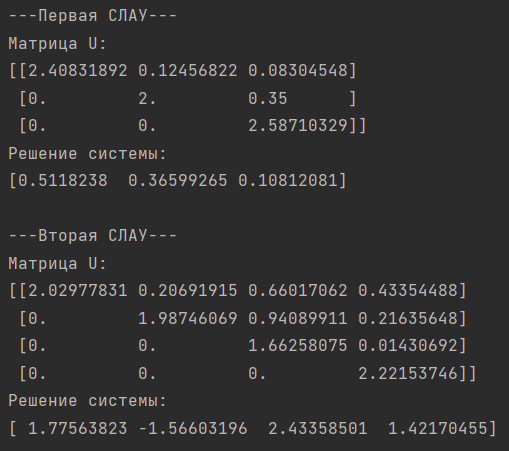 ---Первая СЛАУ---
Матрица U:
[[2.40831892 0.12456822 0.08304548]
 [0.         2.         0.35      ]
 [0.         0.         2.58710329]]
Решение системы:
[0.5118238  0.36599265 0.10812081]
---Вторая СЛАУ---
Матрица U:
[[2.02977831 0.20691915 0.66017062 0.43354488]
 [0.         1.98746069 0.94089911 0.21635648]
 [0.         0.         1.66258075 0.01430692]
 [0.         0.         0.         2.22153746]]
Решение системы:
[ 1.77563823 -1.56603196  2.43358501  1.42170455]